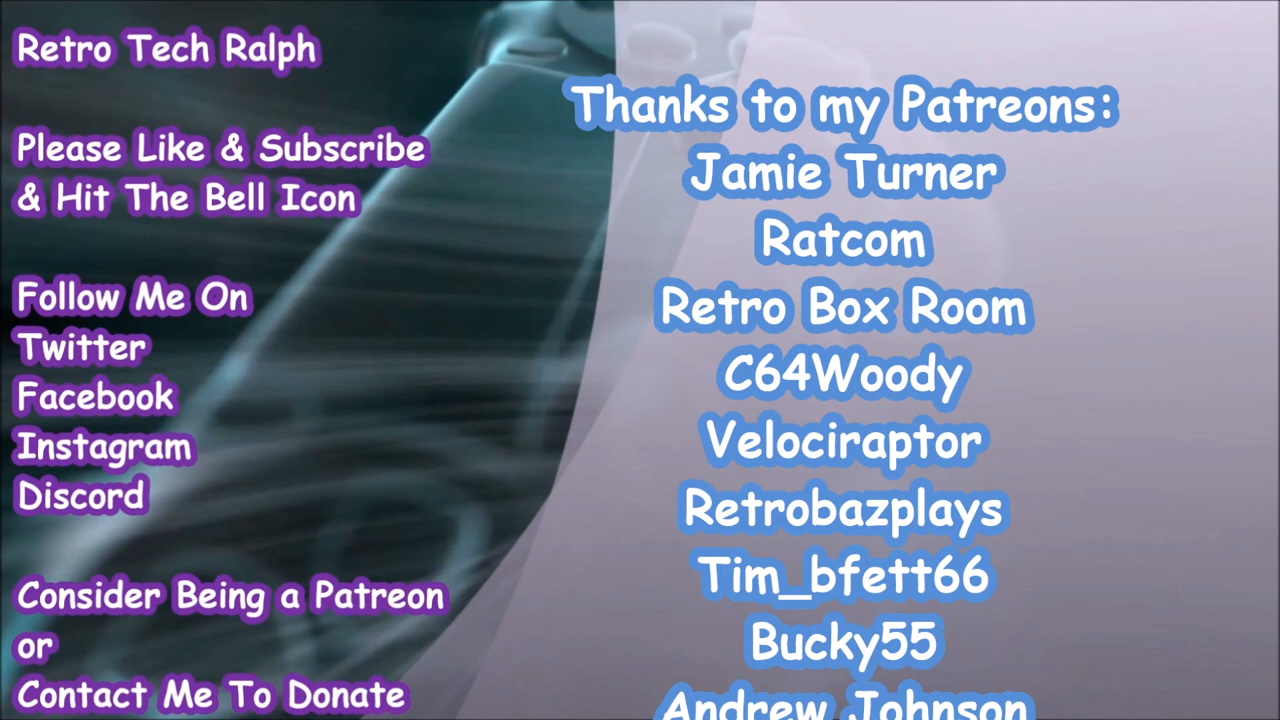 Retro Tech Ralph
Please Like & Subscribe
& Hit The Bell Icon
Follow Me On
Twitter
Facebook
Instagram
Discord
Consider Being a Patreon
or
Contact Me To Donate
Thanks to my Patreons:
Jamie Turner
Ratcom
Retro Box Room
C64Woody
Velociraptor
Retrobazplays
Tim_bfett66
Bucky55
Andrew Johnson